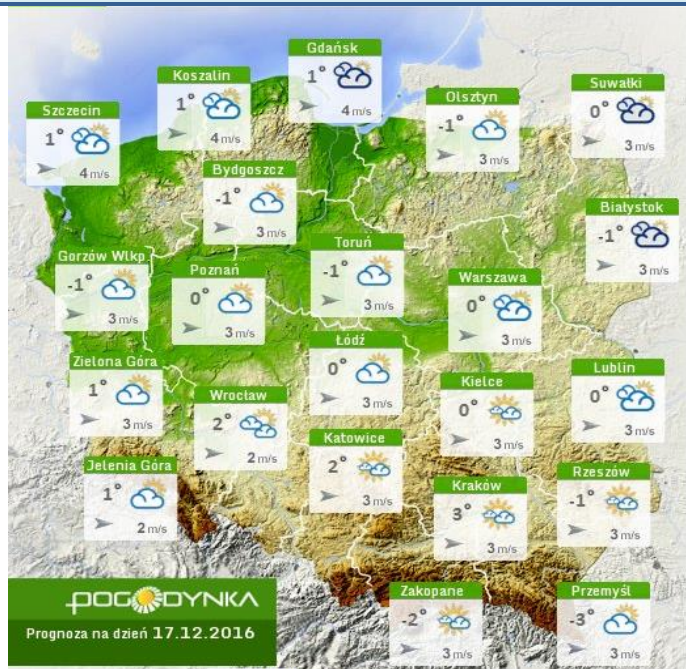 Gdańsk
1°
4 m/s
Koszalin
1°
4 m/s
Szczecin
1°
4 m/s
Olsztyn
-1°
3 m/s
Suwałki
0°
3 m/s
Bydgoszcz
-1°
3 m/s
Białystok
-1°
3 m/s
Gorzów Wlkp
-1°
3 m/s
Poznań
0°
3 m/s
Toruń
-1°
3 m/s
Warszawa
0°
3 m/s
Zielona Góra
1°
3 m/s
Łódź
0°
3 m/s
Kielce
0°
3 m/s
Lublin
0°
3 m/s
Wrocław
2°
2 m/s
Katowice
2°
3 m/s
Jelenia Góra
1°
2 m/s
Kraków
3°
3 m/s
Rzeszów
-1°
3 m/s
Zakopane
-2°
3 m/s
Przemyśl
-3°
3 m/s
POGODYNKA
Prognoza na dzień 17.12.2016